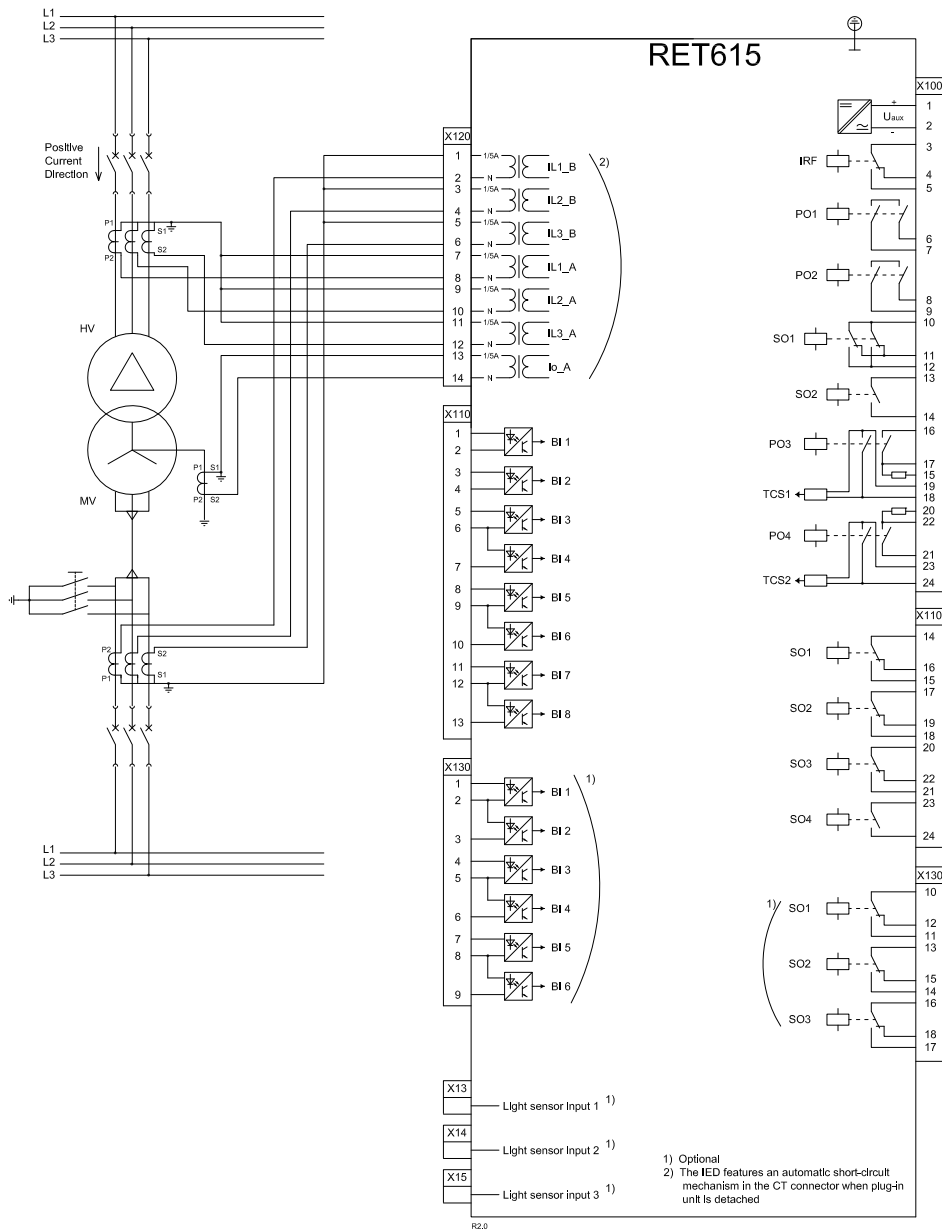 L1
L2
L3
Positive
Current
Direction
P1
S1
P2
S2
HV
MV
P1 S1
P2 S2
P2
S2
P1
S1
L1
L2
L3
RET615
X120
1 1/5A
2 N IL1_B
3 1/5A
4 N IL2_B
5 1/5A
6 N IL3_B
7 1/5A
8 N IL1_A
9 1/5A
10 N IL2_A
11 1/5A
12 N IL3_A
13 1/5A
14 N Io_A
2)
X110
1
2 BI 1
3
4 BI 2
5
6 BI 3
BI 4
7
8
9 BI 5
BI 6
10
11
12 BI 7
BI 8
13
X130
1)
1
2 BI 1
BI 2
3
4
5 BI 3
BI 4
6
7
8 BI 5
BI 6
9
X13
Light sensor input 1 1)
X14
Light sensor input 2 1)
X15
Light sensor input 3 1)
X100
+ 1
Uaux
- 2
3
IRF
4
5
PO1
6
7
PO2
8
9
10
SO1
11
12
13
SO2
14
16
PO3
17
15
19
TCS1 18
20
22
PO4
21
23
TCS2 24
X110
14
SO1
16
15
17
SO2
19
18
20
SO3
22
21
23
SO4
24
X130
10
1) SO1
12
11
13
SO2
15
14
16
SO3
18
17
1) Optional
2) The IED features an automatic short-circuit
mechanism in the CT connector when plug-in
unit is detached
R2.0